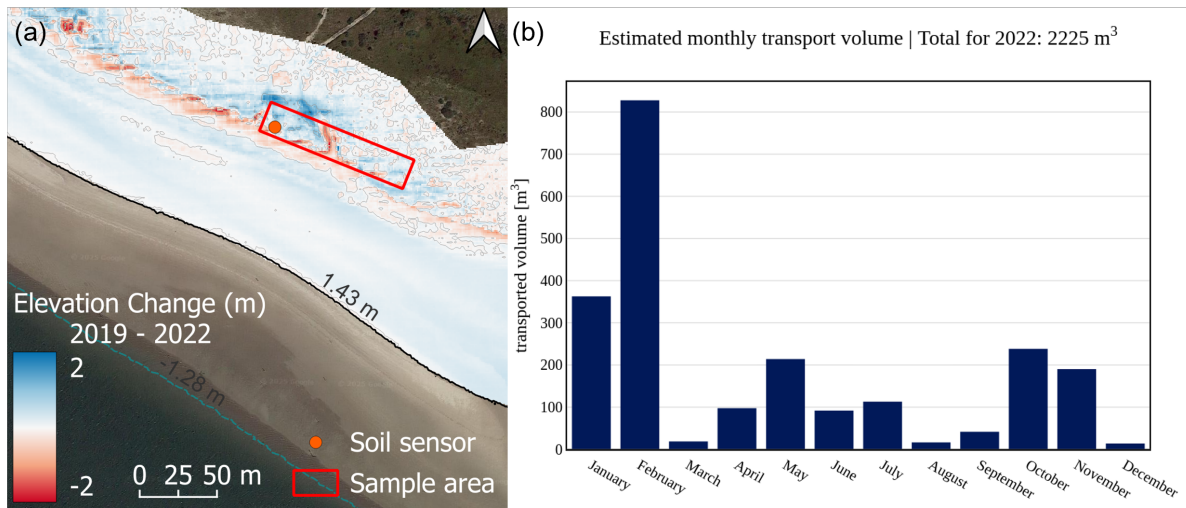 (a)
1.43 m
Elevation Change (m)
2019 - 2022
2
-2
-1.28 m
0 25 50 m
Soil sensor
Sample area
(b)
Estimated monthly transport volume | Total for 2022: 2225 m³
transported volume [m³]
800
700
600
500
400
300
200
100
0
January
February
March
April
May
June
July
August
September
October
November
December